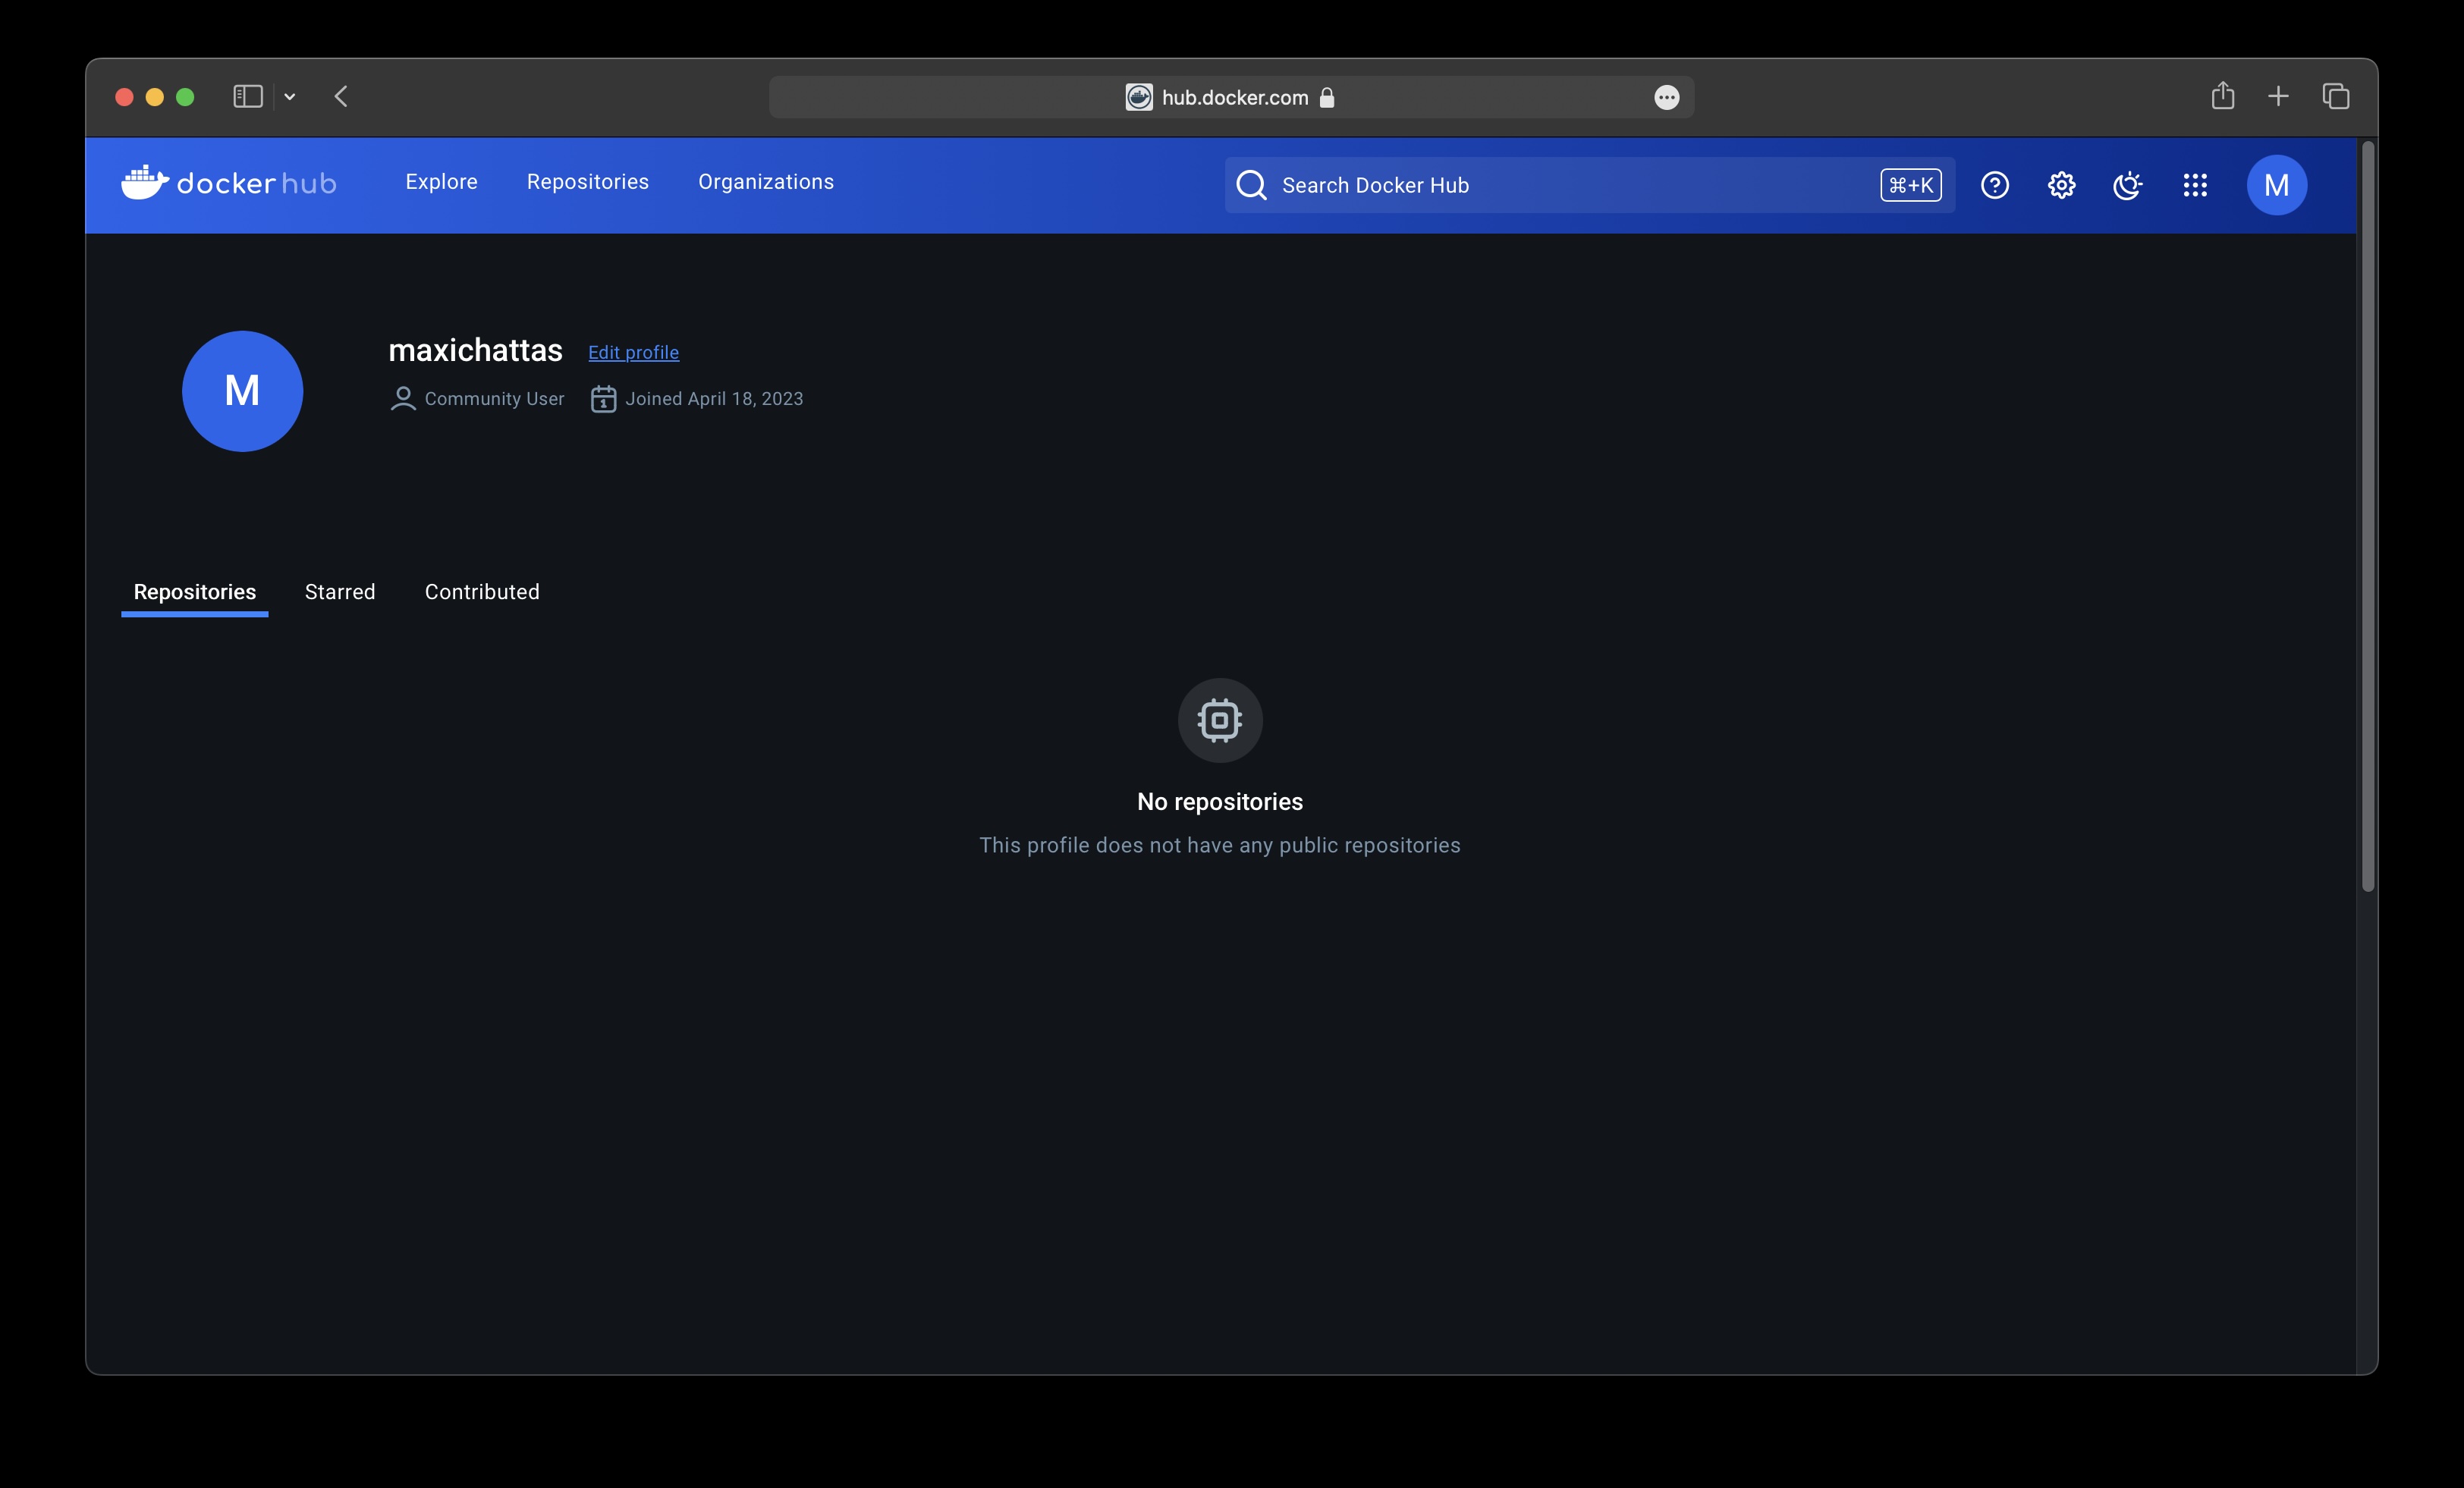 hub.docker.com
docker hub
Explore
Repositories
Organizations
Search Docker Hub
⌘+K
M
M
maxichattas
Edit profile
Community User
1
Joined April 18, 2023
Repositories
Starred
Contributed
No repositories
This profile does not have any public repositories